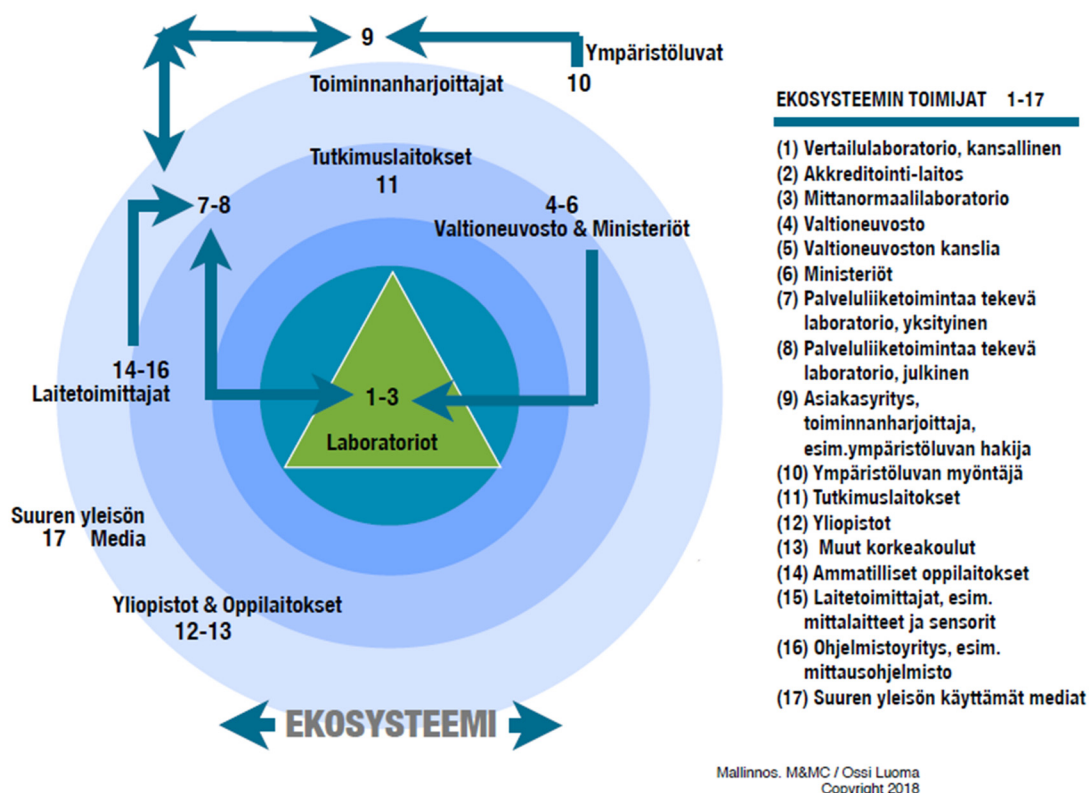 9
Ympäristöluvat
10
Toiminnanharjoittajat
Tutkimuslaitokset
11
7-8
4-6
Valtioneuvosto & Ministeriöt
14-16
Laitetoimittajat
1-3
Laboratoriot
Suuren yleisön
17 Media
Yliopistot & Oppilaitokset
12-13
EKOSYSTEEMI
EKOSYSTEEMIN TOIMIJAT 1-17
(1) Vertailulaboratorio, kansallinen
(2) Akkreditointi-laitos
(3) Mittanormaalilaboratorio
(4) Valtioneuvosto
(5) Valtioneuvoston kanslia
(6) Ministeriöt
(7) Palveluliiketoimintaa tekevä
laboratorio, yksityinen
(8) Palveluliiketoimintaa tekevä
laboratorio, julkinen
(9) Asiakasyritys,
toiminnanharjoittaja,
esim.ympäristöluvan hakija
(10) Ympäristöluvan myöntäjä
(11) Tutkimuslaitokset
(12) Yliopistot
(13) Muut korkeakoulut
(14) Ammatilliset oppilaitokset
(15) Laitetoimittajat, esim.
mittalaitteet ja sensorit
(16) Ohjelmistoyritys, esim.
mittausohjelmisto
(17) Suuren yleisön käyttämät mediat
Mallinnos. M&MC / Ossi Luoma
Copyright 2018